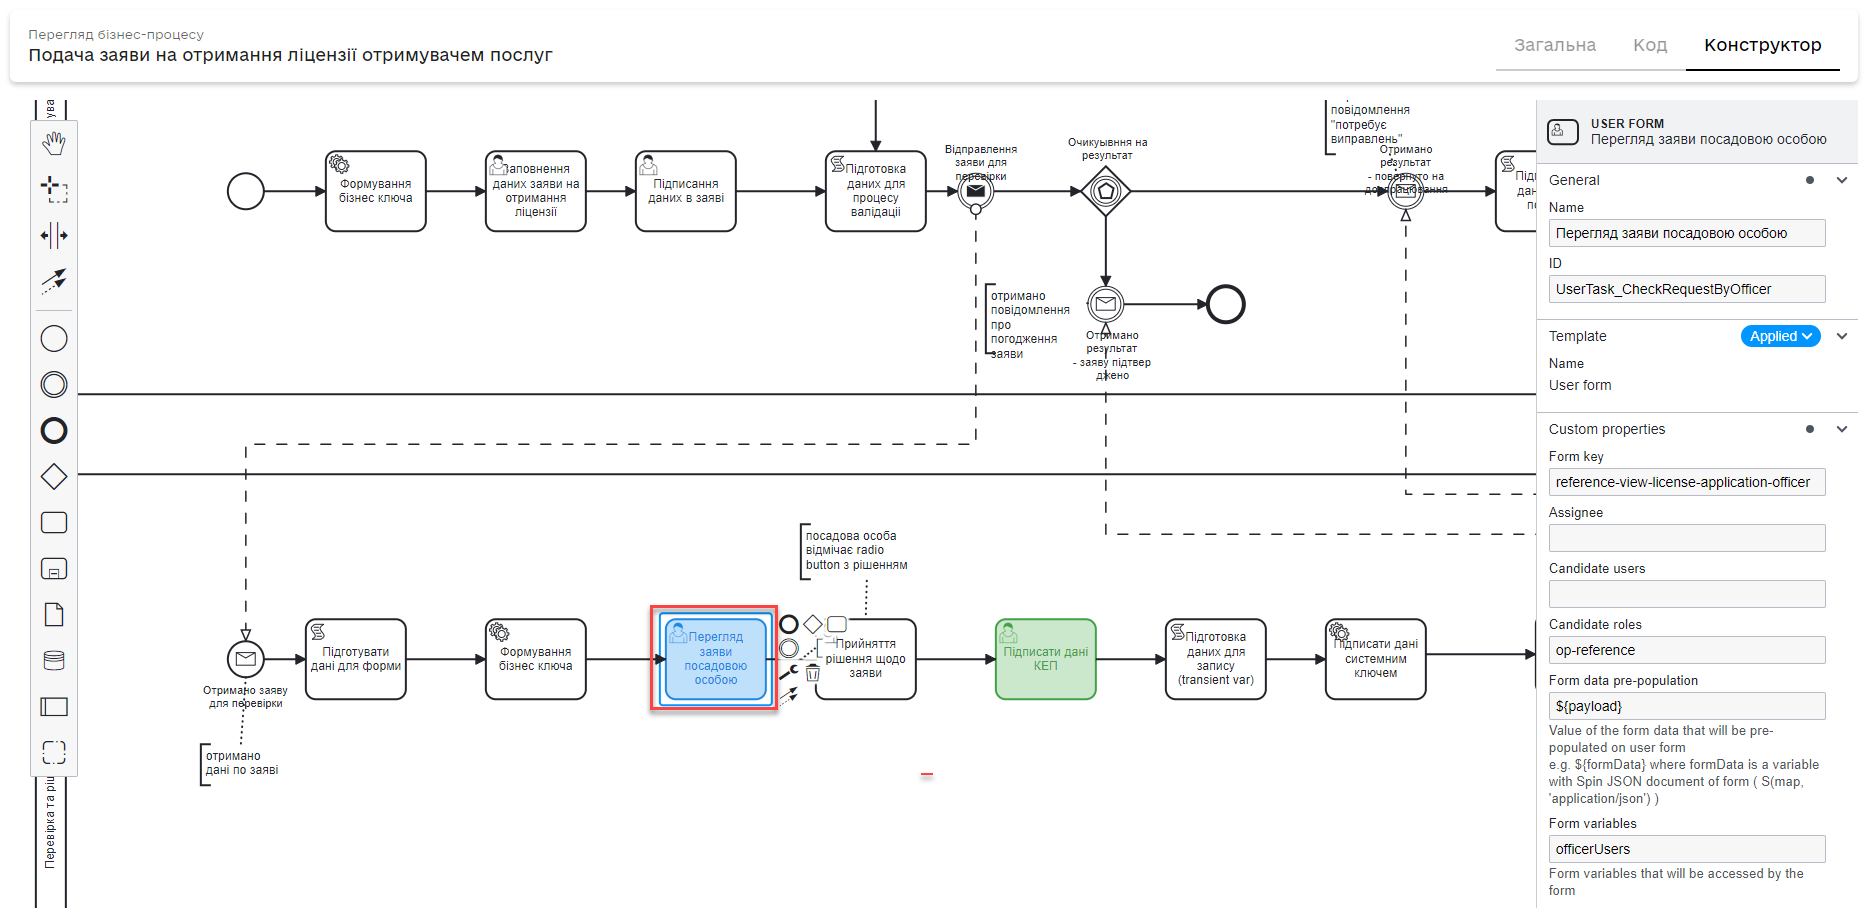 Перегляд бізнес-процесу
Подача заяви на отримання ліцензії отримувачем послуг
Загальна
Код
Конструктор
ува
Формування
бізнес ключа
Заповнення
даних заяви на
отримання
ліцензії
Підписання
даних в заяві
Підготовка
даних для
процесу
валідації
Відправлення
заяви для
перевірки
Очикуывння на
результат
повідомлення
"потребує
виправлень"
Отримано
результат
- повернуто на
доопрацювання
отримано
повідомлення
про
погодження
заяви
Отримано
результат
- заяву підтвер
джено
посадова особа
відмічає radio
button з рішенням
Отримано заяву
для перевірки
Підготувати
дані для форми
Формування
бізнес ключа
Перегляд
заяви
посадовою
особою
Прийняття
рішення щодо
заяви
Підписати дані
КЕП
Підготовка
даних для
запису
(transient var)
Підписати дані
системним
ключем
отримано
дані по заяві
Перевірка та ріш
USER FORM
Перегляд заяви посадовою особою
General
Name
Перегляд заяви посадовою особою
ID
UserTask_CheckRequestByOfficer
Template
Applied
Name
User form
Custom properties
Form key
reference-view-license-application-officer
Assignee
Candidate users
Candidate roles
op-reference
Form data pre-population
${payload}
Value of the form data that will be pre-
populated on user form
e.g. ${formData} where formData is a variable
with Spin JSON document of form ( S(map,
'application/json') )
Form variables
officerUsers
Form variables that will be accessed by the
form